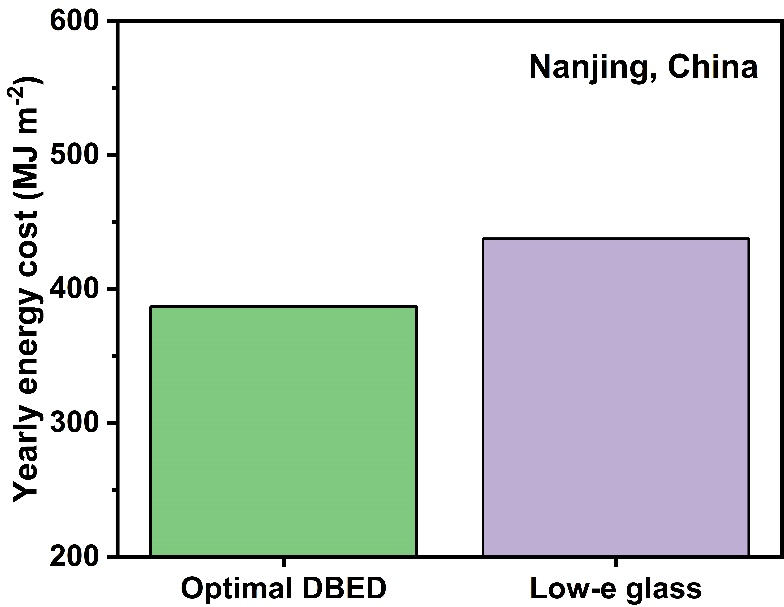 Nanjing, China
Yearly energy cost (MJ m⁻²)
600
500
400
300
200
Optimal DBED
Low-e glass